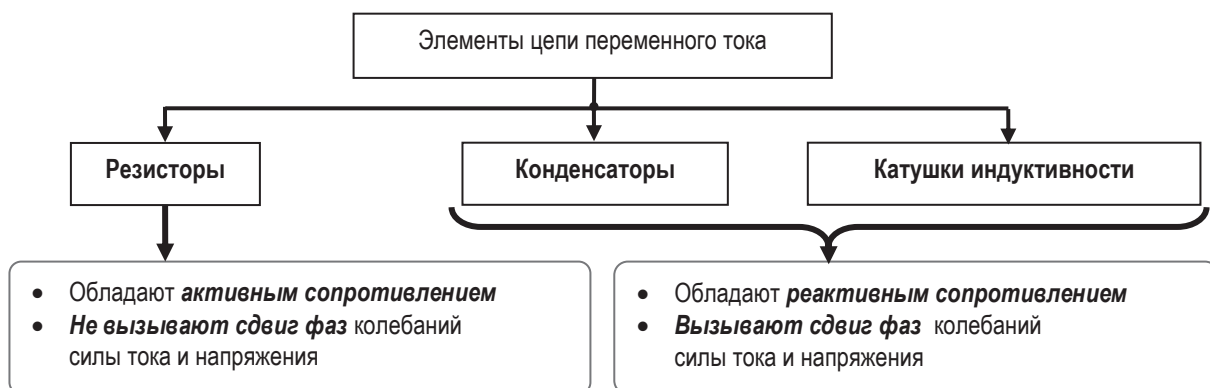 Элементы цепи переменного тока
Резисторы
Конденсаторы
Катушки индуктивности
• Обладают активным сопротивлением
• Не вызывают сдвиг фаз колебаний
силы тока и напряжения
• Обладают реактивным сопротивлением
• Вызывают сдвиг фаз колебаний
силы тока и напряжения